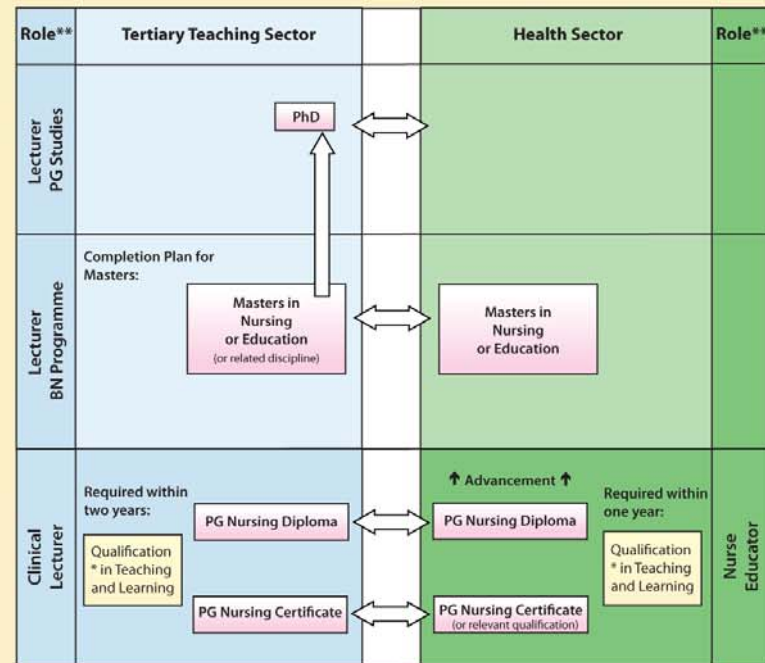 Role**
Tertiary Teaching Sector
Health Sector
Role**
Lecturer
PG Studies
PhD
Lecturer
BN Programme
Completion Plan for
Masters:
Masters in
Nursing
or Education
(or related discipline)
Masters in
Nursing
or Education
Clinical
Lecturer
Required within
two years:
Qualification
* in Teaching
and Learning
PG Nursing Diploma
PG Nursing Certificate
↑ Advancement ↑
PG Nursing Diploma
PG Nursing Certificate
(or relevant qualification)
Required within
one year:
Qualification
* in Teaching
and Learning
Nurse
Educator